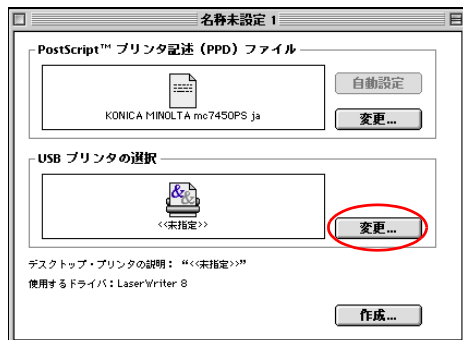 名称未設定 1
PostScript™ プリンタ記述（PPD）ファイル
自動設定
KONICA MINOLTA mc7450PS ja
変更...
USB プリンタの選択
<<未指定>>
変更...
デスクトップ・プリンタの説明： “<<未指定>>”
使用するドライバ：LaserWriter 8
作成...